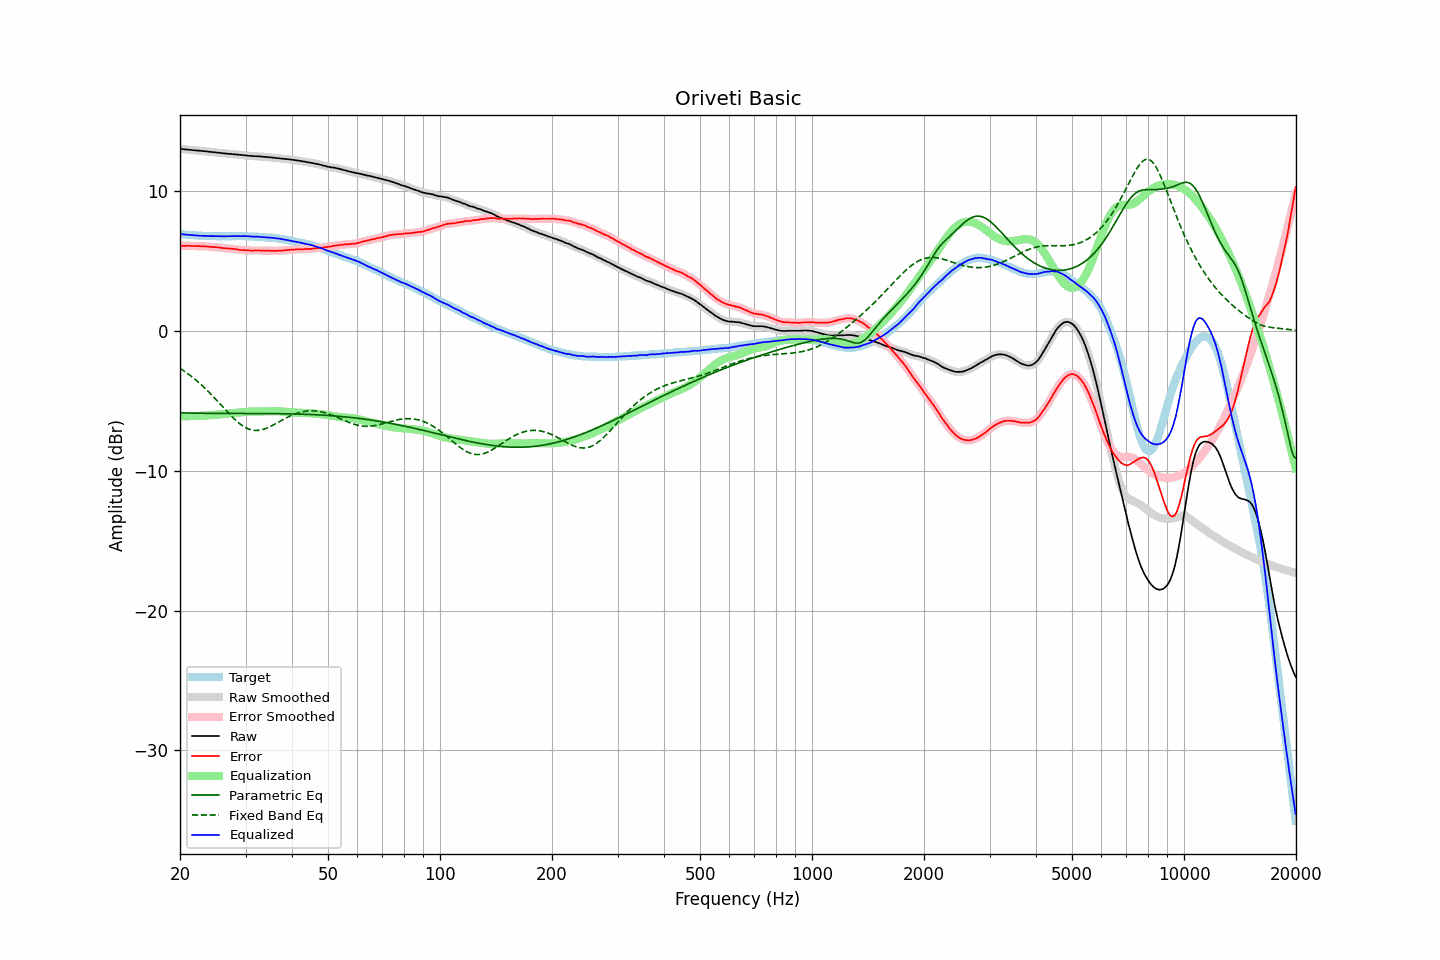 Oriveti Basic
Amplitude (dBr)
10
0
−10
−20
−30
Target
Raw Smoothed
Error Smoothed
Raw
Error
Equalization
Parametric Eq
Fixed Band Eq
Equalized
20 50 100 200 500 1000 2000 5000 10000 20000
Frequency (Hz)